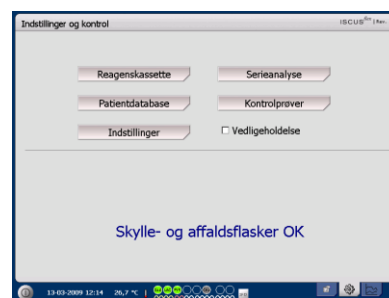 Indstillinger og kontrol
Reagenskassette Serieanalyse
Patientdatabase Kontrolprøver
Indstillinger Vedligeholdelse
Skylle- og affaldsflasker OK
13-03-2009 12:14 26,7 °C